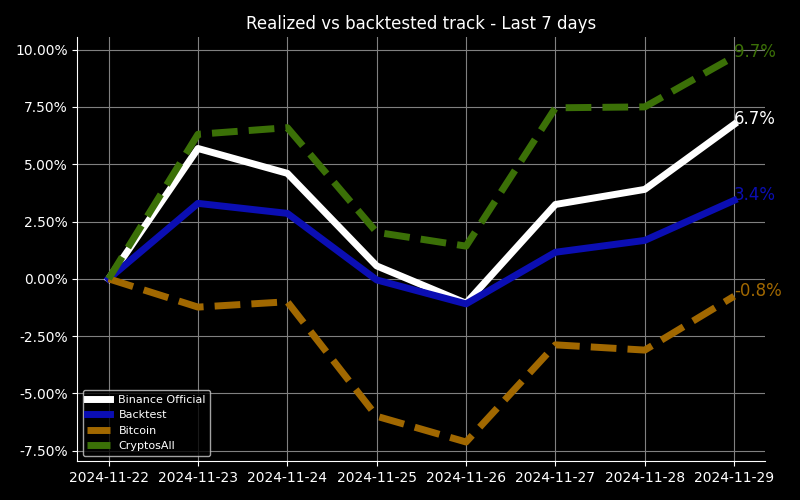 Realized vs backtested track - Last 7 days
10.00%
7.50%
5.00%
2.50%
0.00%
-2.50%
-5.00%
-7.50%
9.7%
6.7%
3.4%
-0.8%
Binance Official
Backtest
Bitcoin
CryptosAll
2024-11-22 2024-11-23 2024-11-24 2024-11-25 2024-11-26 2024-11-27 2024-11-28 2024-11-29